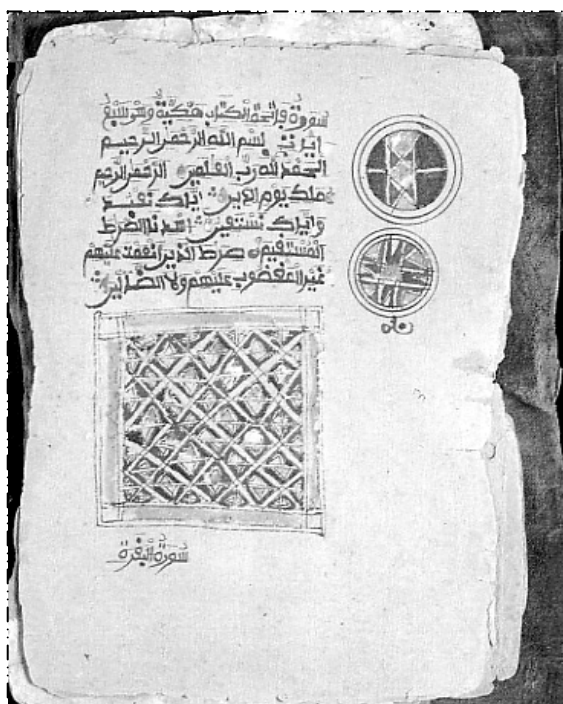 سورة فاتحة الكتاب مكية وهي سبع
ايت بسم الله الرحمن الرحيم
الحمد لله رب العلمين الرحمن الرحيم
ملك يوم الدين اياك نعبد
واياك نستعين اهدنا الصرط
المستقيم صرط الذين انعمت عليهم
غير المغضوب عليهم ولا الضالين
سورة البقرة